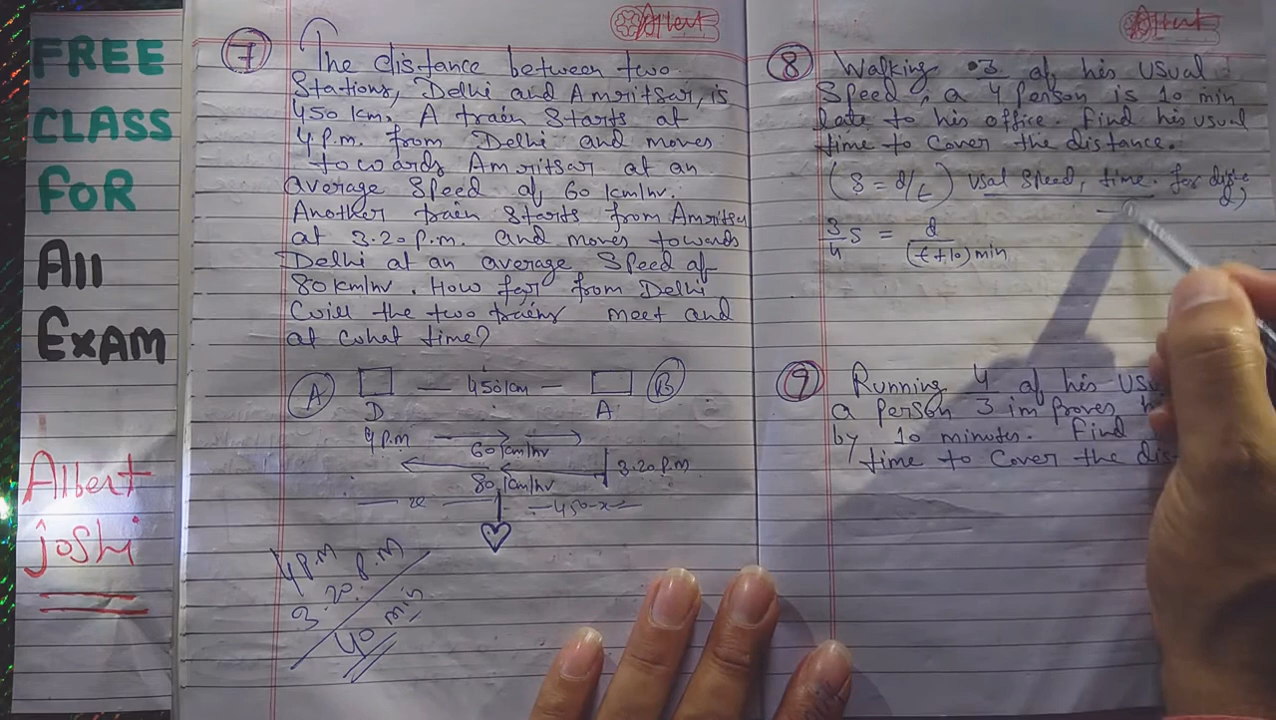 FREE
CLASS
FOR
All
ExAM
Albert
joshi
Albert
7
The distance between two
Stations, Delhi and Amritsar, is
450 km. A train Starts at
4 p.m. from Delhi and moves
towards Amritsar at an
average Speed of 60 km/hr.
Another train Starts from Amritsar
at 3.20 p.m. and moves towards
Delhi at an average Speed of
80 km/hr. How far from Delhi
will the two trains meet and
at what time?
A — 450 km — B
D A
4 P.M
60 km/hr
3.20 P.M
80 km/hr
x 450-x
4 P.M
3.20. P.M
40 min
Albert
8 Walking 3 of his usual
Speed, a 4 person is 10 min
late to his office. Find his usual
time to Cover the distance.
(S = d/t) usal speed, time. for
3/4 S = d/(t+10) min
9 Running 4 of his
a person 3 improves
by 10 minutes. Find
time to Cover the